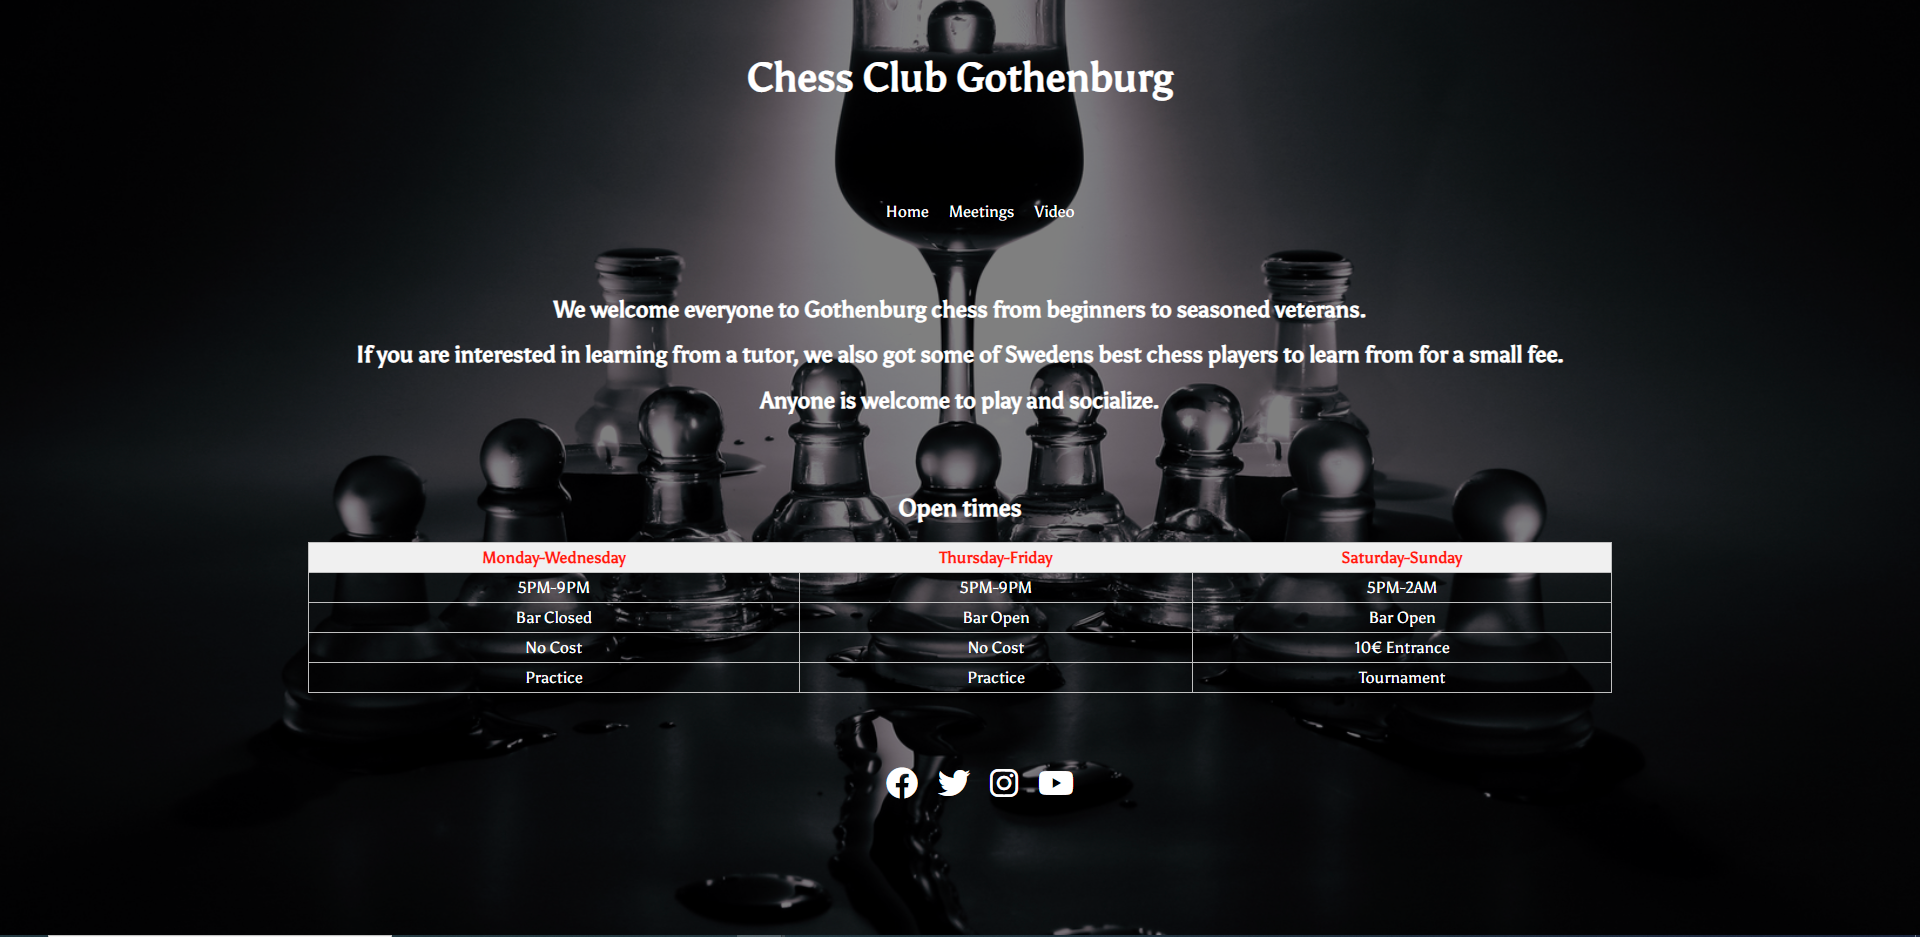 Chess Club Gothenburg
Home Meetings Video
We welcome everyone to Gothenburg chess from beginners to seasoned veterans.
If you are interested in learning from a tutor, we also got some of Swedens best chess players to learn from for a small fee.
Anyone is welcome to play and socialize.
Open times
Monday-Wednesday Thursday-Friday Saturday-Sunday
5PM-9PM 5PM-9PM 5PM-2AM
Bar Closed Bar Open Bar Open
No Cost No Cost 10€ Entrance
Practice Practice Tournament